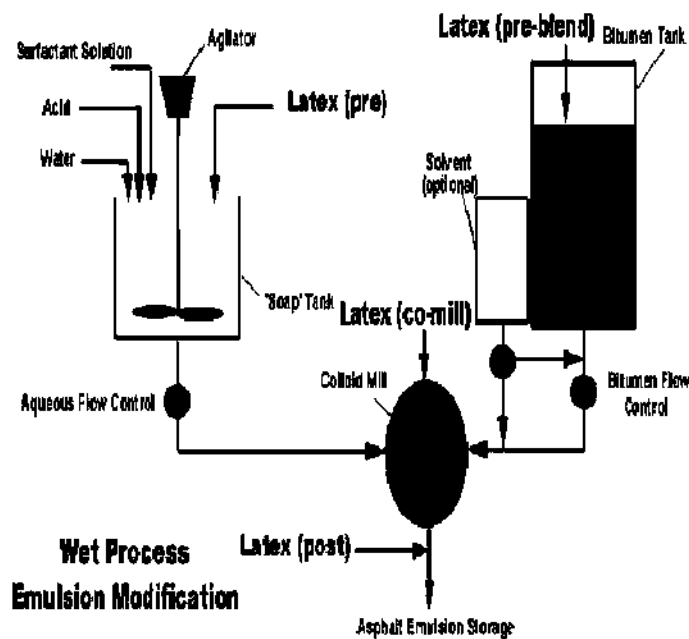 Latex (pre-blend)
Bitumen Tank
Surfactant Solution
Agitator
Acid
Latex (pre)
Water
Solvent
(optional)
"Soap" Tank
Latex (co-mill)
Colloid Mill
Aqueous Flow Control
Bitumen Flow
Control
Latex (post)
Wet Process
Emulsion Modification
Asphalt Emulsion Storage